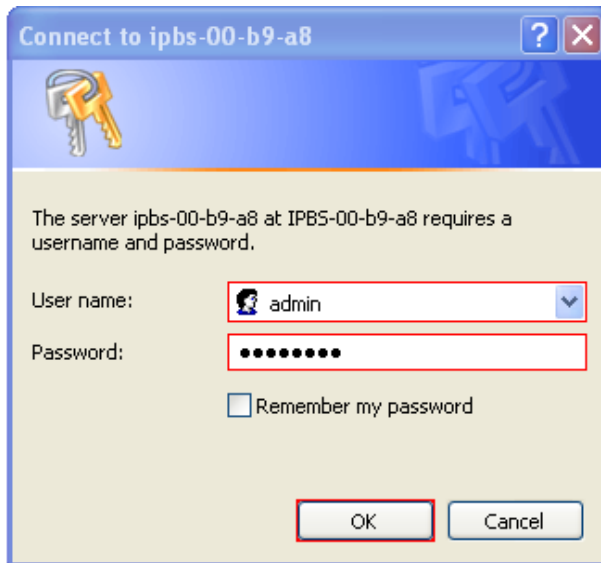 Connect to ipbs-00-b9-a8
?
The server ipbs-00-b9-a8 at IPBS-00-b9-a8 requires a
username and password.
User name:
admin
Password:
●●●●●●●●
Remember my password
OK
Cancel